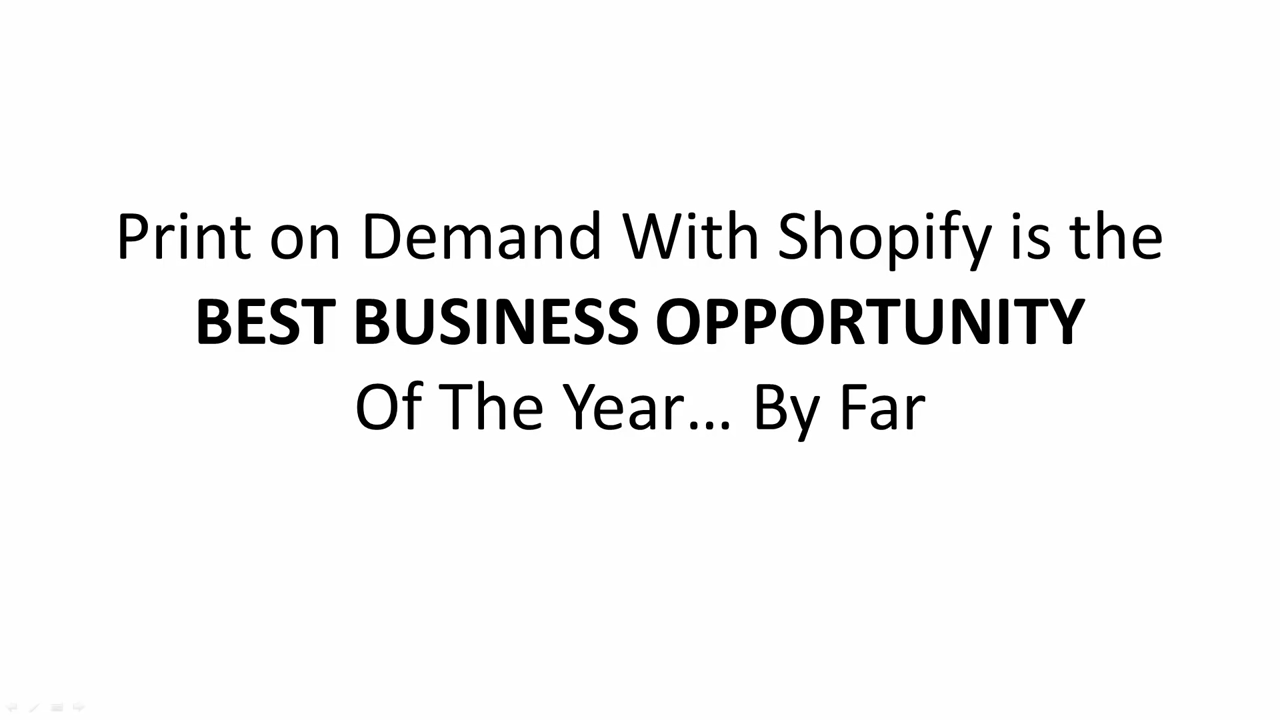 Print on Demand With Shopify is the
BEST BUSINESS OPPORTUNITY
Of The Year... By Far